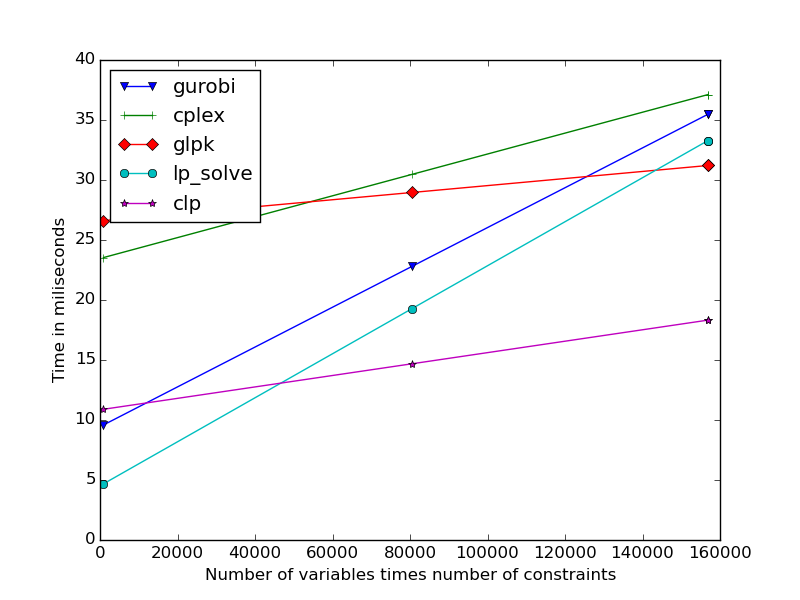 40
35
30
25
20
15
10
5
0
Time in miliseconds
gurobi
cplex
glpk
lp_solve
clp
0 20000 40000 60000 80000 100000 120000 140000 160000
Number of variables times number of constraints